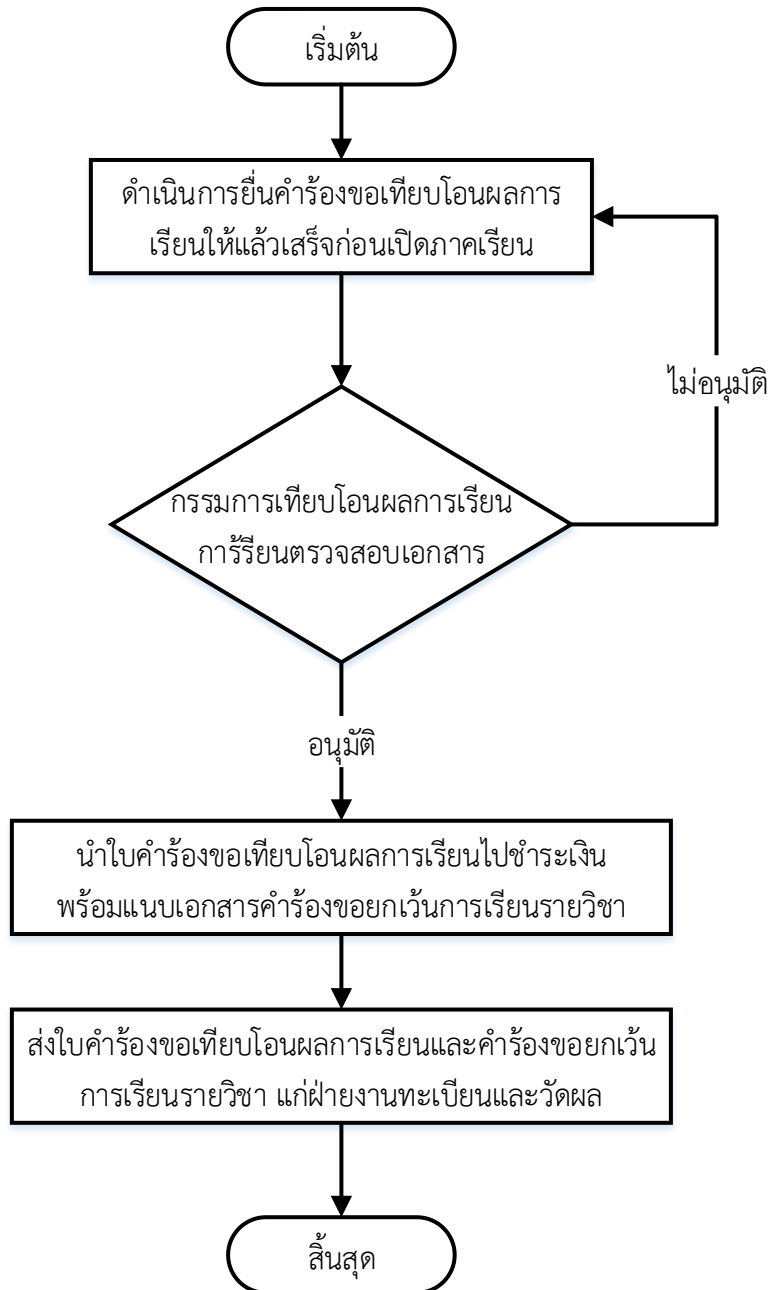 เริ่มต้น
ดำเนินการยื่นคำร้องขอเทียบโอนผลการ
เรียนให้แล้วเสร็จก่อนเปิดภาคเรียน
ไม่อนุมัติ
กรรมการเทียบโอนผลการเรียน
การ้รียนตรวจสอบเอกสาร
อนุมัติ
นำใบคำร้องขอเทียบโอนผลการเรียนไปชำระเงิน
พร้อมแนบเอกสารคำร้องขอยกเว้นการเรียนรายวิชา
ส่งใบคำร้องขอเทียบโอนผลการเรียนและคำร้องขอยกเว้น
การเรียนรายวิชา แก่ฝ่ายงานทะเบียนและวัดผล
สิ้นสุด